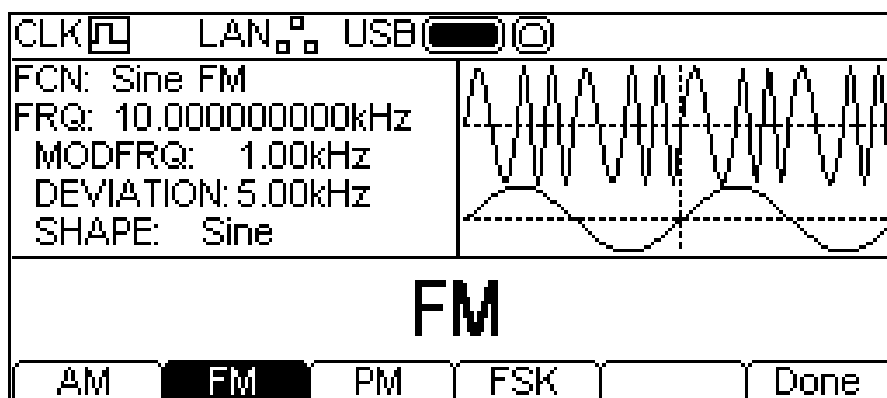 CLK LAN USB
FCN: Sine FM
FRQ: 10.000000000kHz
MODFRQ: 1.00kHz
DEVIATION: 5.00kHz
SHAPE: Sine
FM
AM FM PM FSK Done